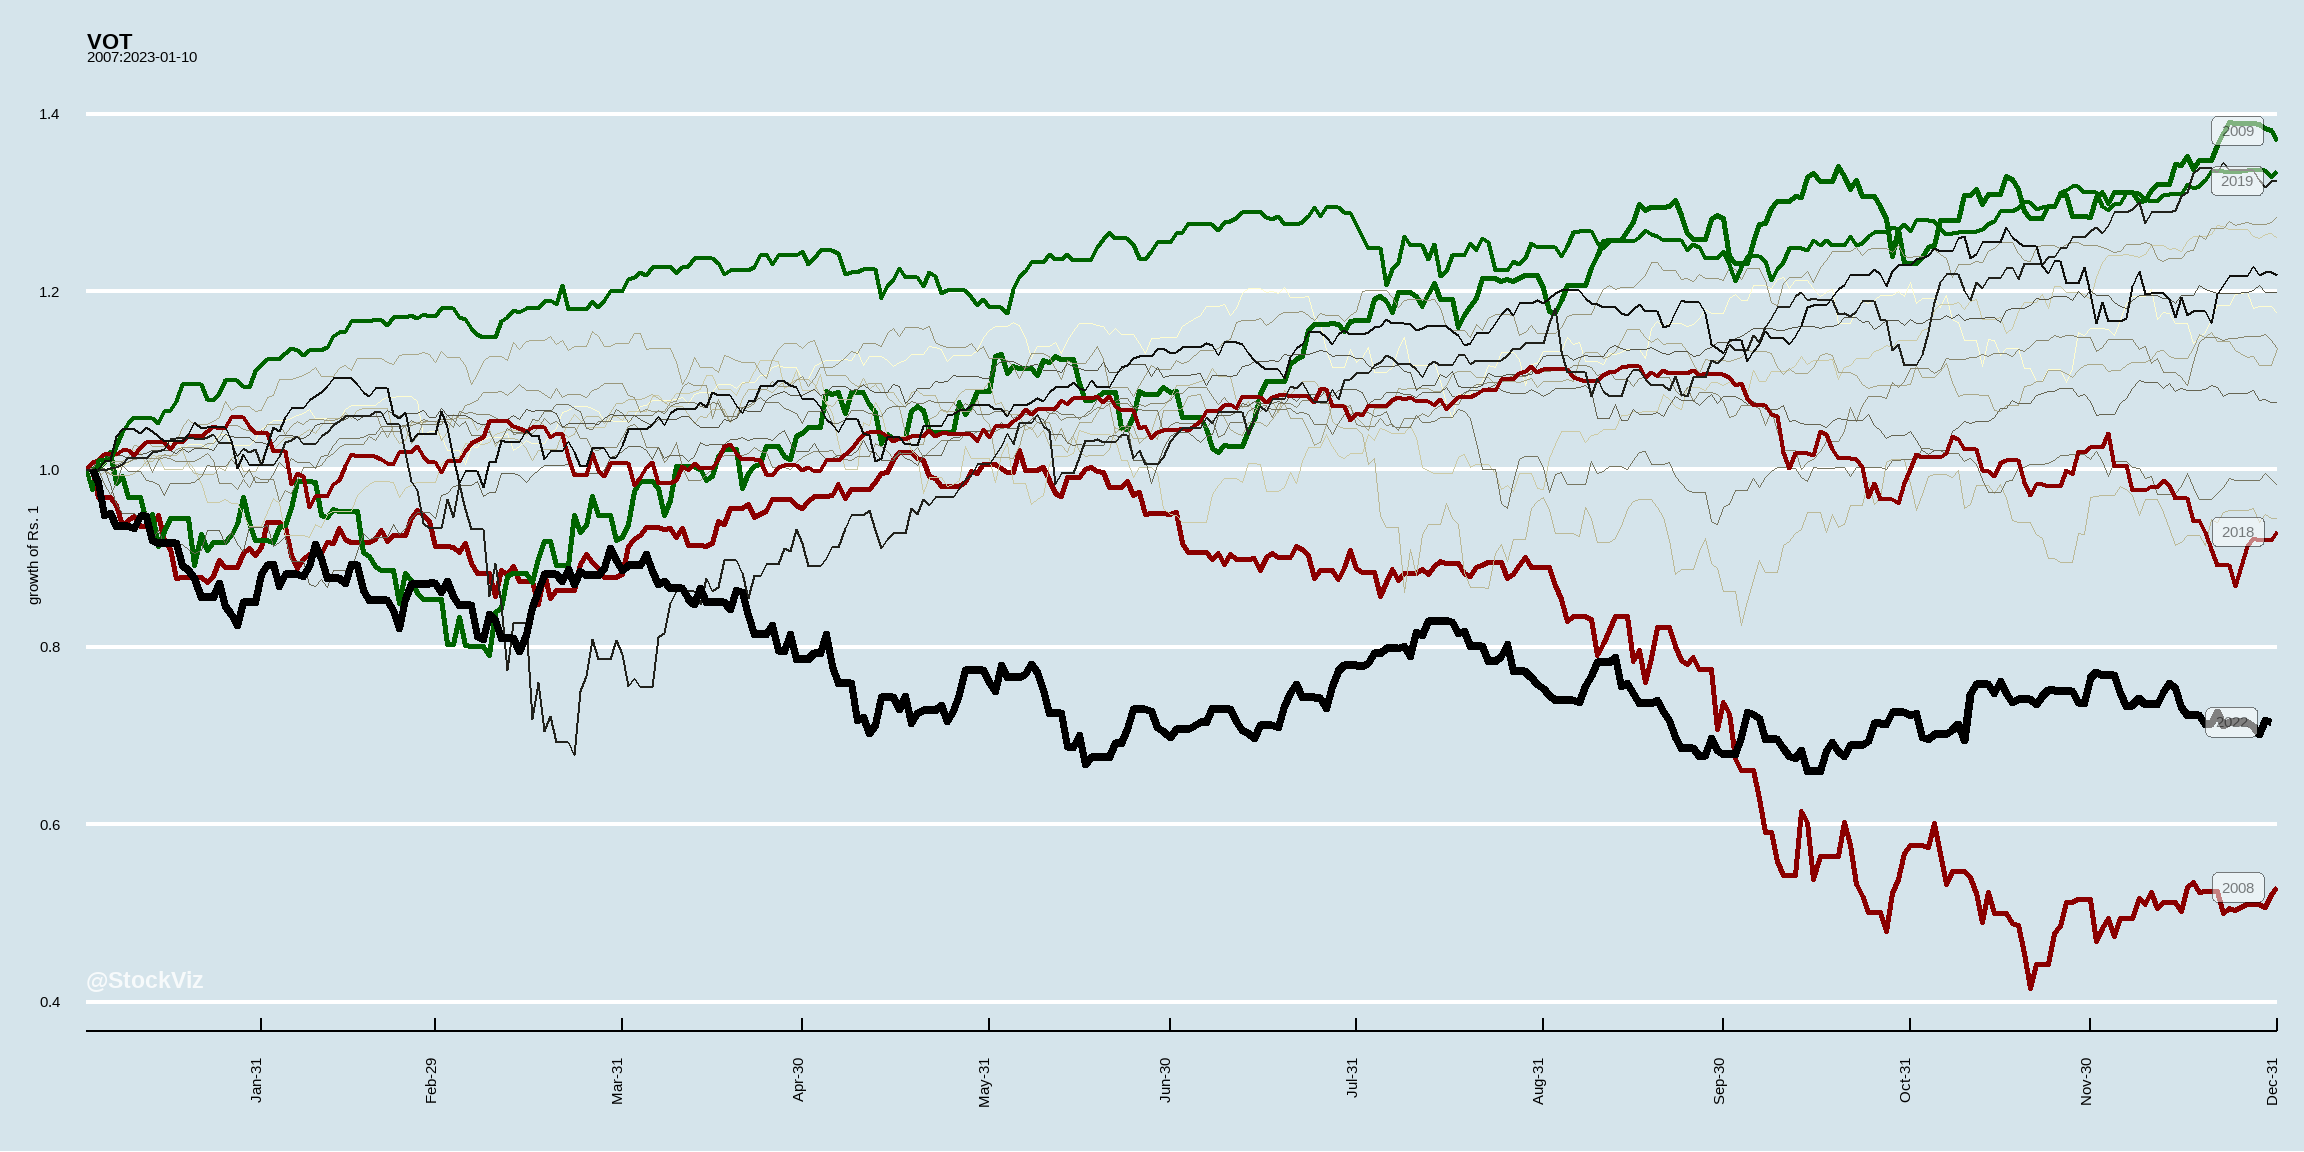 VOT
2007:2023-01-10
1.4
2009
2019
1.2
1.0
growth of Rs. 1
2018
0.8
2022
0.6
2008
@StockViz
0.4
Jan-31
Feb-29
Mar-31
Apr-30
May-31
Jun-30
Jul-31
Aug-31
Sep-30
Oct-31
Nov-30
Dec-31